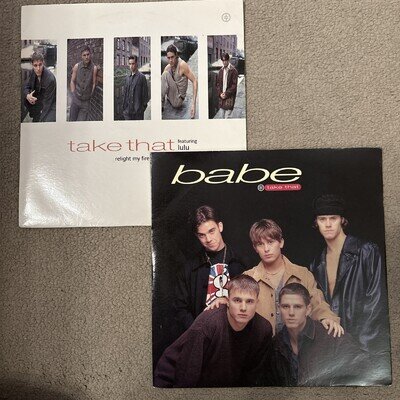 take that featuring
lulu
relight my fire
babe
take that